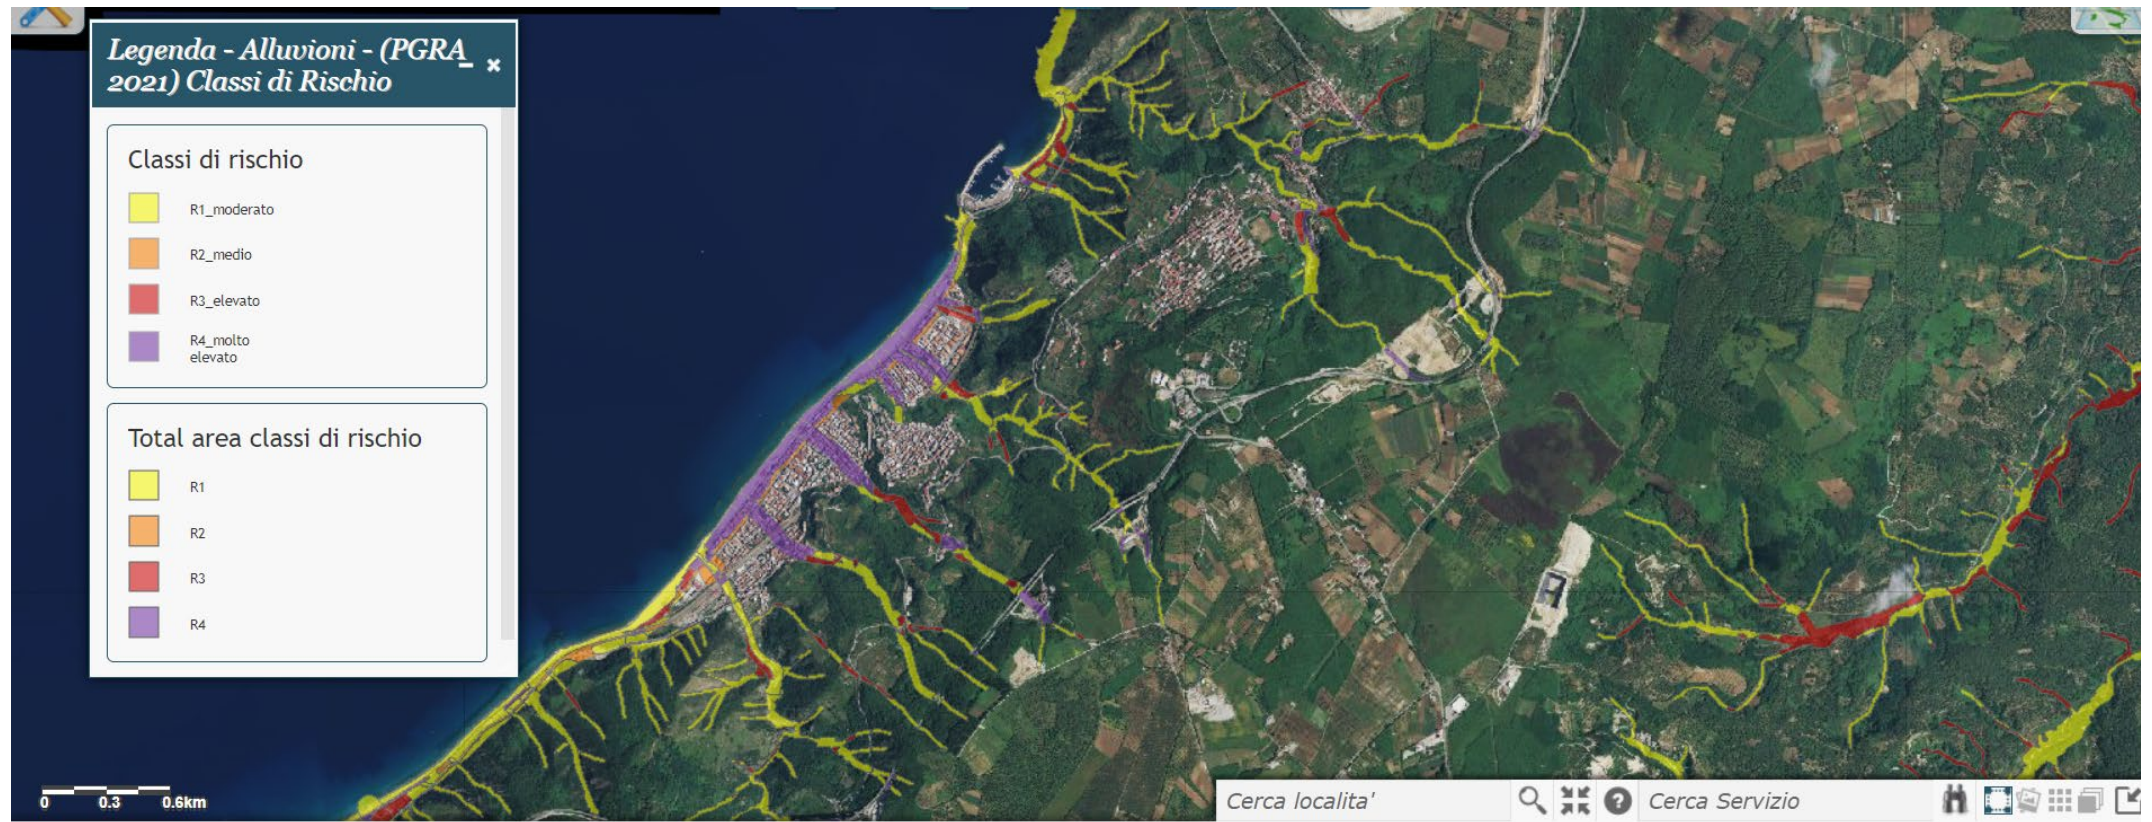 Legenda - Alluvioni - (PGRA
2021) Classi di Rischio
Classi di rischio
R1_moderato
R2_medio
R3_elevato
R4_molto
elevato
Total area classi di rischio
R1
R2
R3
R4
0 0.3 0.6km
Cerca localita'
Cerca Servizio